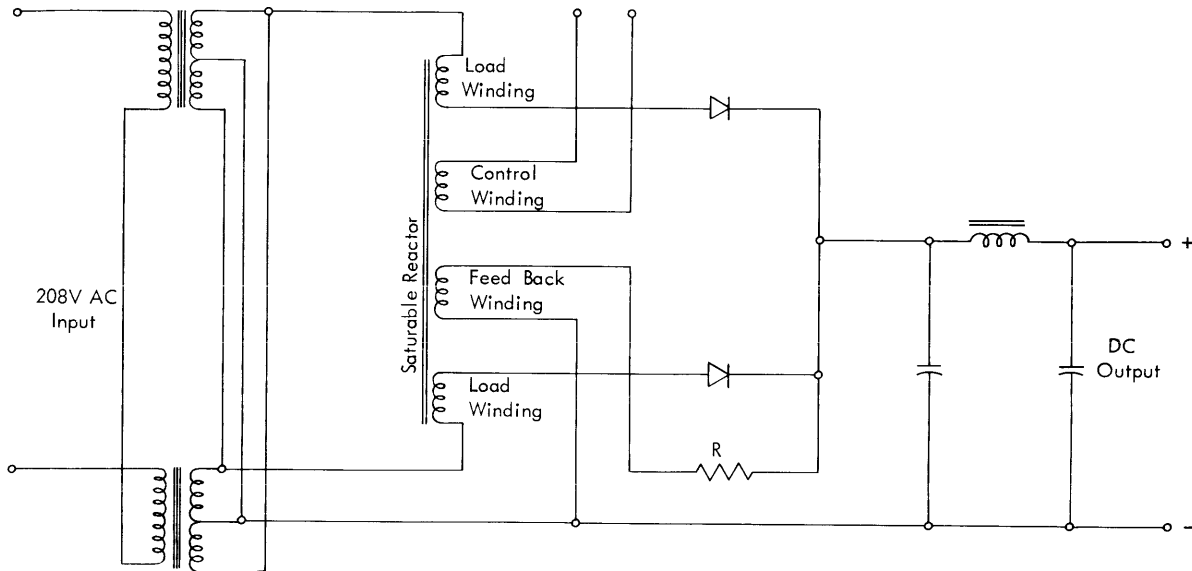 Load
Winding
Control
Winding
Saturable Reactor
Feed Back
Winding
208V AC
Input
Load
Winding
R
+
DC
Output
-